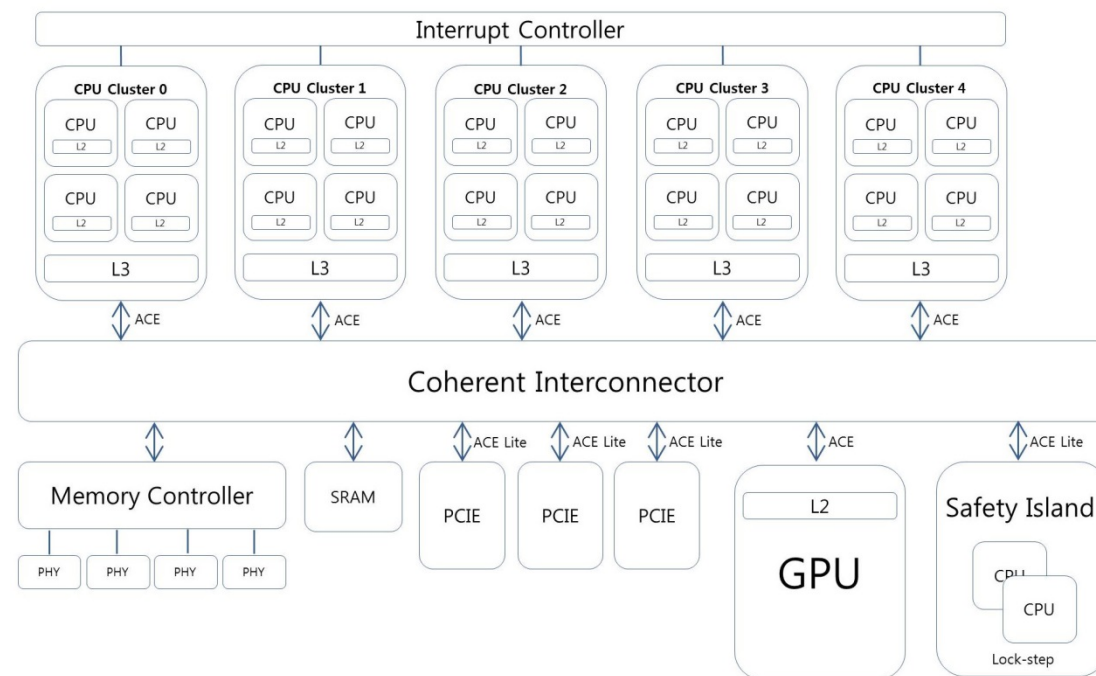 Interrupt Controller
CPU Cluster 0
CPU Cluster 1
CPU Cluster 2
CPU Cluster 3
CPU Cluster 4
CPU
CPU
CPU
CPU
CPU
CPU
CPU
CPU
CPU
CPU
L2
L2
L2
L2
L2
L2
L2
L2
L2
L2
CPU
CPU
CPU
CPU
CPU
CPU
CPU
CPU
CPU
CPU
L2
L2
L2
L2
L2
L2
L2
L2
L2
L2
L3
L3
L3
L3
L3
ACE
ACE
ACE
ACE
ACE
Coherent Interconnector
ACE Lite
ACE Lite
ACE Lite
ACE
ACE Lite
Memory Controller
SRAM
PCIE
PCIE
PCIE
L2
GPU
Safety Island
PHY
PHY
PHY
PHY
CPU
CPU
Lock-step